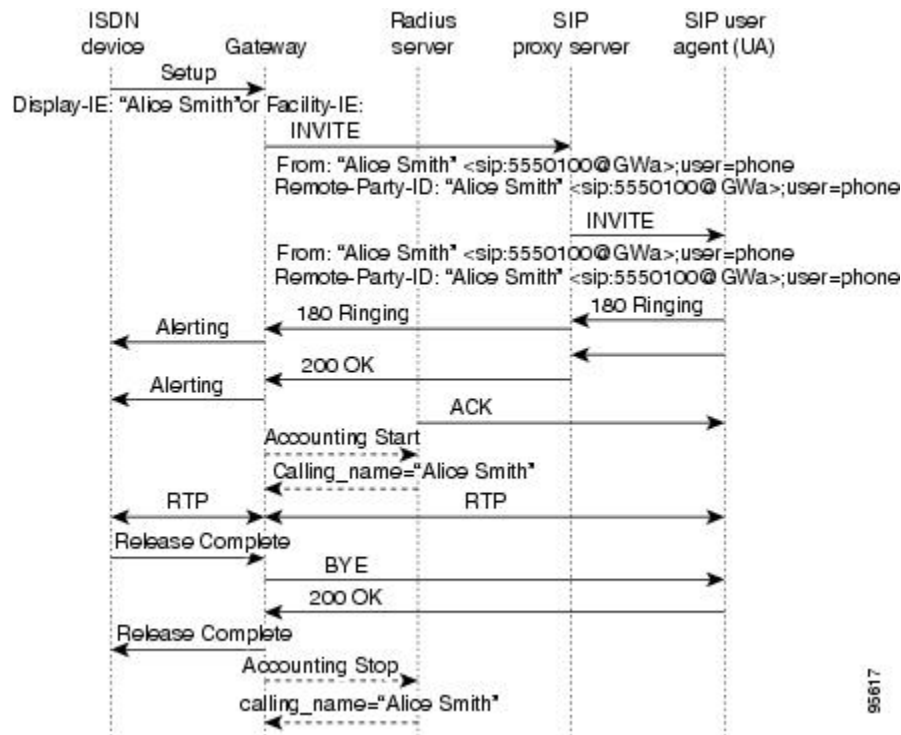 ISDN device
Gateway
Radius server
SIP proxy server
SIP user agent (UA)
Setup
Display-IE: "Alice Smith"or Facility-IE:
INVITE
From: "Alice Smith" <sip:5550100@GWa>;user=phone
Remote-Party-ID: "Alice Smith" <sip:5550100@GWa>;user=phone
INVITE
From: "Alice Smith" <sip:5550100@GWa>;user=phone
Remote-Party-ID: "Alice Smith" <sip:5550100@GWa>;user=phone
180 Ringing
180 Ringing
Alerting
200 OK
Alerting
ACK
Accounting Start
Calling_name="Alice Smith"
RTP
RTP
Release Complete
BYE
200 OK
Release Complete
Accounting Stop
calling_name="Alice Smith"
95617